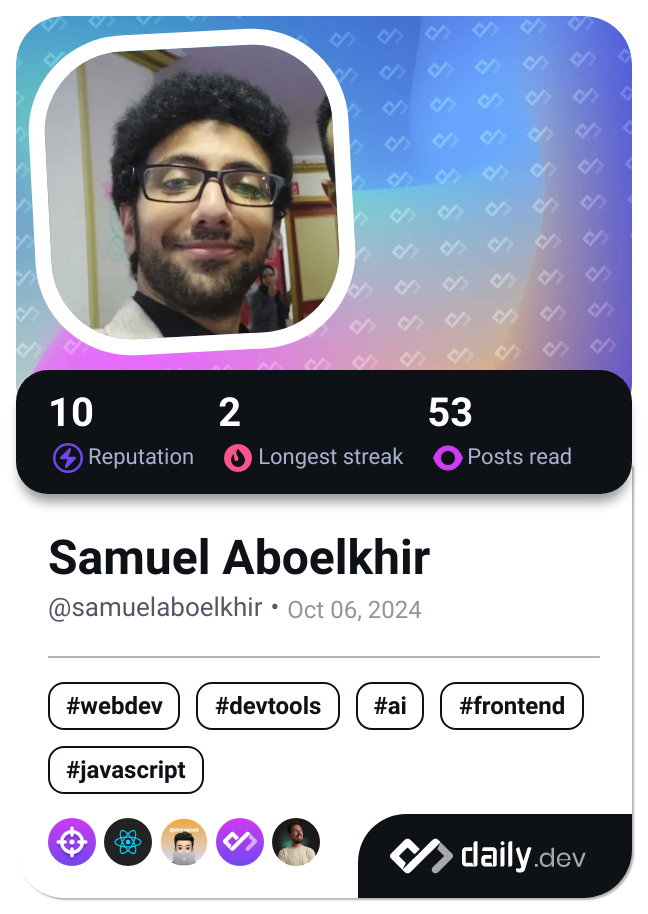 10 2 53
Reputation Longest streak Posts read
Samuel Aboelkhir
@samuelaboelkhir • Oct 06, 2024
#webdev #devtools #ai #frontend
#javascript
daily.dev